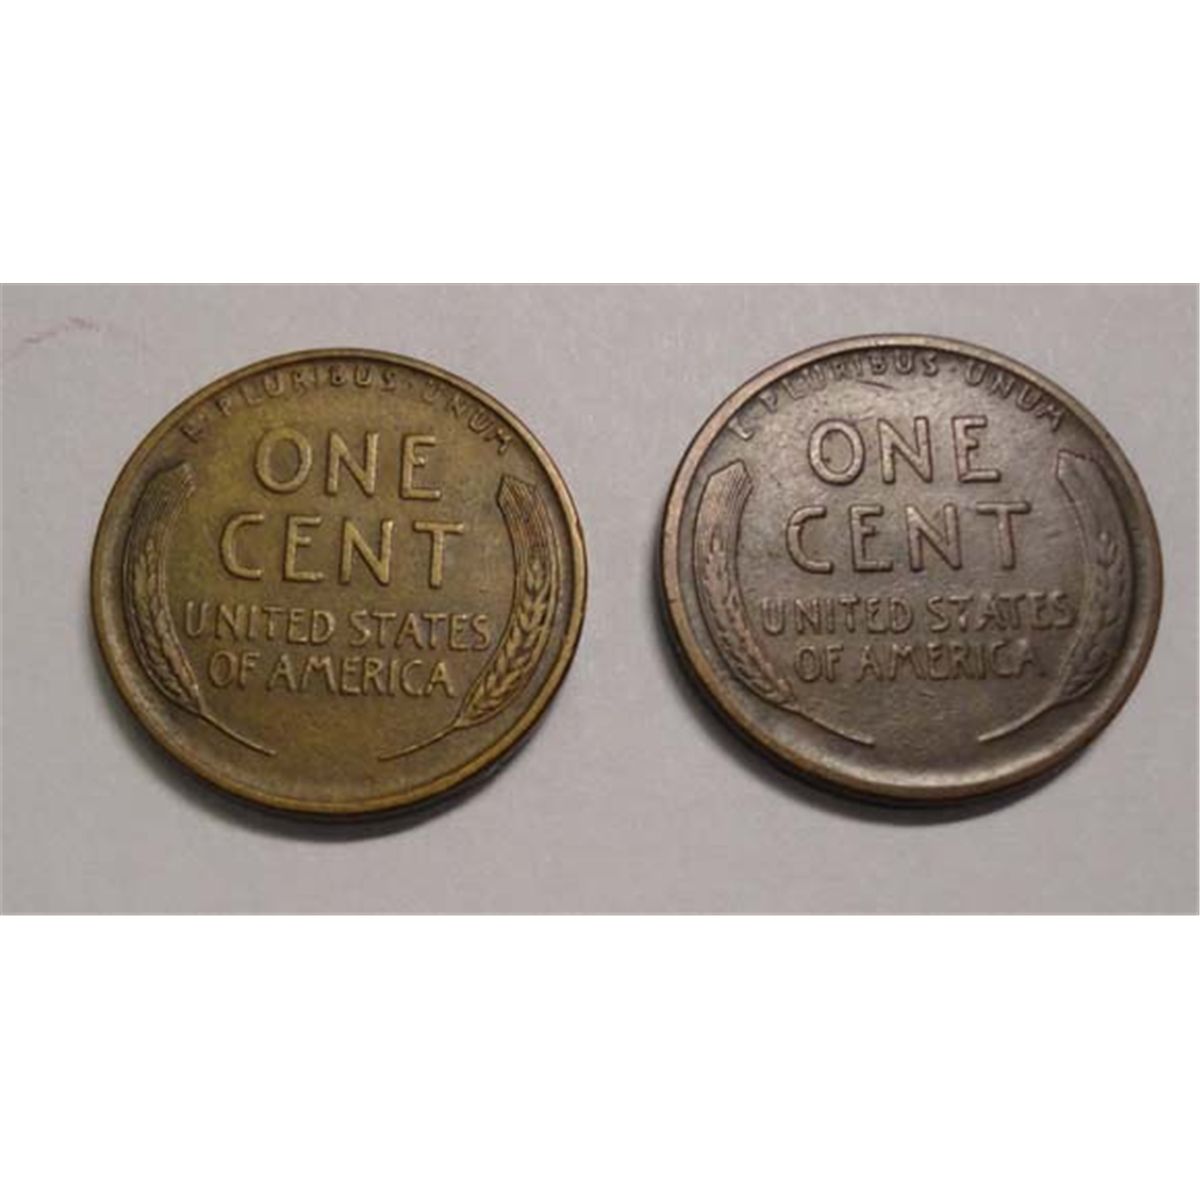 E · PLURIBUS · UNUM
ONE
CENT
UNITED STATES
OF AMERICA
E PLURIBUS · UNUM
ONE
CENT
UNITED STATES
OF AMERICA